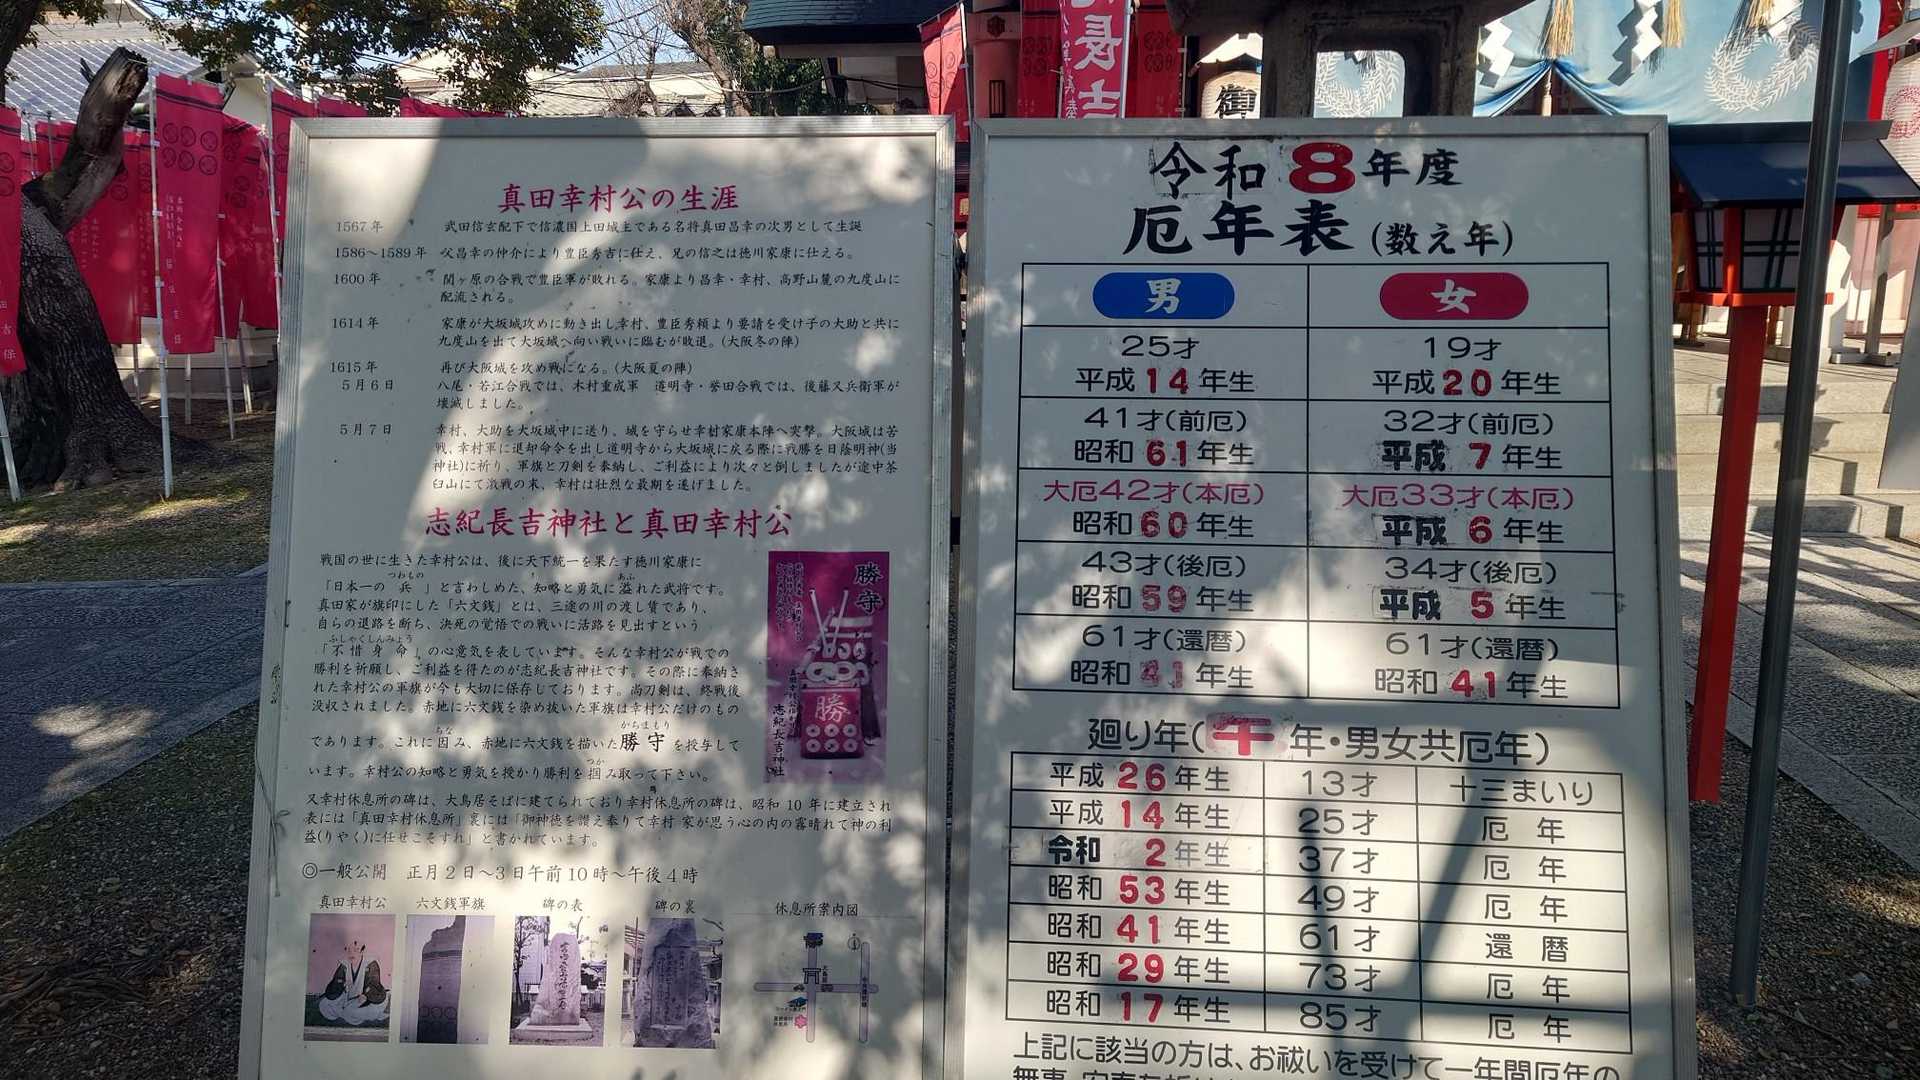 真田幸村公の生涯
1567年 武田信玄配下で信濃国上田城主である名将真田昌幸の次男として生誕
1586～1589年 父昌幸の仲介により豊臣秀吉に仕え、兄の信之は徳川家康に仕える。
1600年 関ヶ原の合戦で豊臣軍が敗れる。家康より昌幸・幸村、高野山麓の九度山に
配流される。
1614年 家康が大坂城攻めに動き出し幸村、豊臣秀頼より要請を受け子の大助と共に
九度山を出て大坂城へ向い戦いに臨むが敗退。(大阪冬の陣)
1615年 再び大阪城を攻め戦になる。(大阪夏の陣)
5月6日 八尾・若江合戦では、木村重成軍 道明寺・誉田合戦では、後藤又兵衛軍が
壊滅しました。
5月7日 幸村、大助を大坂城中に送り、城を守らせ幸村家康本陣へ突撃。大阪城は苦
戦、幸村軍に退却命令を出し道明寺から大坂城に戻る際に戦勝を日蔭明神(当
神社)に祈り、軍旗と刀剣を奉納し、ご利益により次々と倒しましたが途中茶
臼山にて激戦の末、幸村は壮烈な最期を遂げました。
志紀長吉神社と真田幸村公
戦国の世に生きた幸村公は、後に天下統一を果たす徳川家康に
つわもの あふ
「日本一の 兵 」と言わしめた、知略と勇気に溢れた武将です。
真田家が旗印にした「六文銭」とは、三途の川の渡し賃であり、
自らの退路を断ち、決死の覚悟での戦いに活路を見出すという
ふしゃくしんみょう
「不惜身命」の心意気を表しています。そんな幸村公が戦での
勝利を祈願し、ご利益を得たのが志紀長吉神社です。その際に奉納さ
れた幸村公の軍旗が今も大切に保存しております。尚刀剣は、終戦後
没収されました。赤地に六文銭を染め抜いた軍旗は幸村公だけのもの
ちな かちまもり
であります。これに因み、赤地に六文銭を描いた勝守を授与して
つか
います。幸村公の知略と勇気を授かり勝利を掴み取って下さい。
勝守
勝
志紀長吉神社
又幸村休息所の碑は、大鳥居そばに建てられており幸村休息所の碑は、昭和10年に建立され
表には「真田幸村休息所」裏には「御神徳を讃え奉りて幸村 家が思う心の内の霧晴れて神の利
益(りやく)に任せこそすれ」と書かれています。
◎一般公開 正月2日～3日午前10時～午後4時
真田幸村公 六文銭軍旗 碑の表 碑の裏 休息所案内図
令和8年度
厄年表(数え年)
男 女
25才 19才
平成14年生 平成20年生
41才(前厄) 32才(前厄)
昭和61年生 平成7年生
大厄42才(本厄) 大厄33才(本厄)
昭和60年生 平成6年生
43才(後厄) 34才(後厄)
昭和59年生 平成5年生
61才(還暦) 61才(還暦)
昭和41年生 昭和41年生
廻り年(午年・男女共厄年)
平成26年生 13才 十三まいり
平成14年生 25才 厄年
令和2年生 37才 厄年
昭和53年生 49才 厄年
昭和41年生 61才 還暦
昭和29年生 73才 厄年
昭和17年生 85才 厄年
上記に該当の方は、お祓いを受けて一年間厄年の
長吉
御